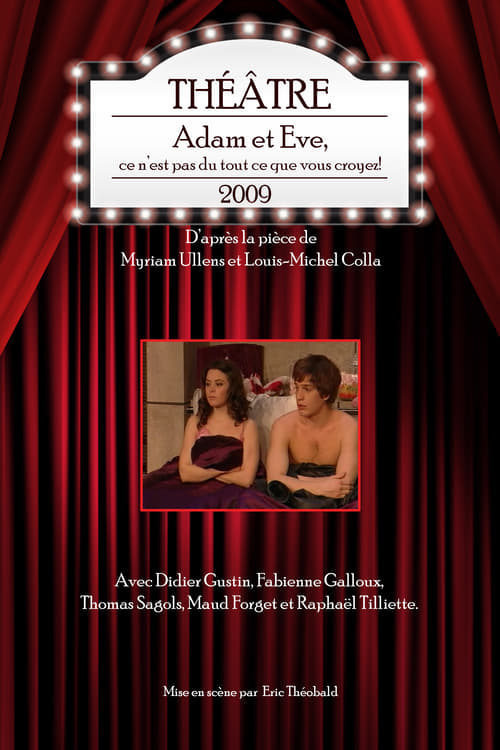 THÉÂTRE
Adam et Eve,
ce n'est pas du tout ce que vous croyez!
2009
D'après la pièce de
Myriam Ullens et Louis-Michel Colla
Avec Didier Gustin, Fabienne Galloux,
Thomas Sagols, Maud Forget et Raphaël Tilliette.
Mise en scène par Eric Théobald